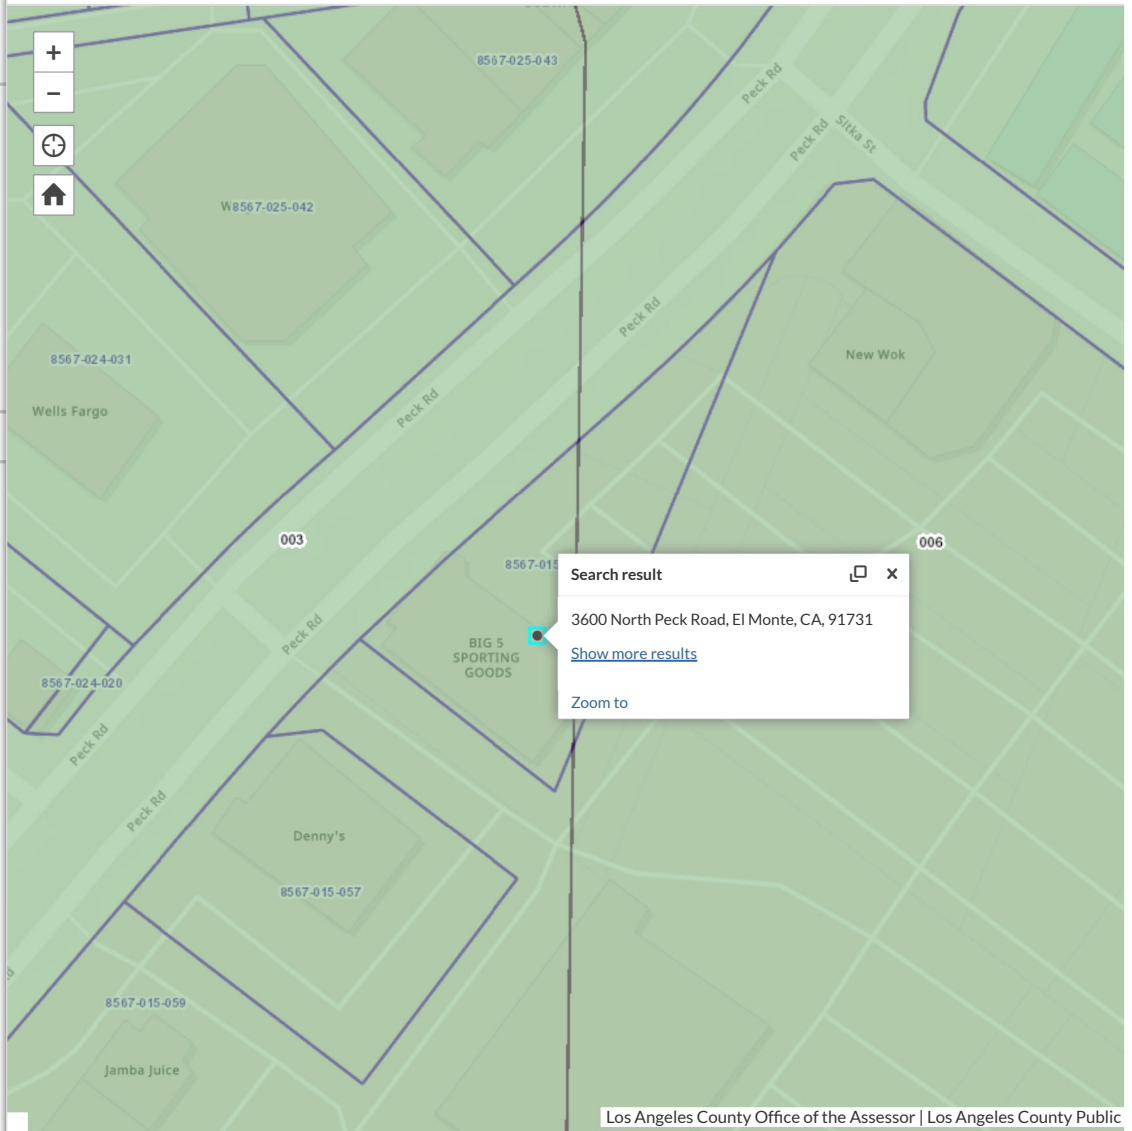 8567-025-043
Peck Rd
Peck Rd
Sitka St
8567-025-042
Peck Rd
8567-024-031
New Wok
Wells Fargo
Peck Rd
003
006
8567-015
Search result
3600 North Peck Road, El Monte, CA, 91731
Show more results
Zoom to
BIG 5
SPORTING
GOODS
Peck Rd
8567-024-020
Peck Rd
Peck Rd
Denny's
8567-015-057
8567-015-059
Jamba Juice
Los Angeles County Office of the Assessor | Los Angeles County Public